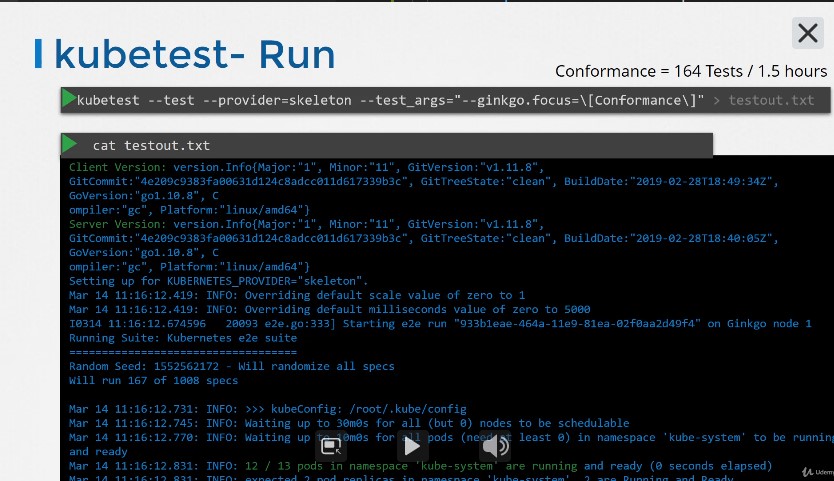 kubetest- Run
Conformance = 164 Tests / 1.5 hours
kubetest --test --provider=skeleton --test_args="--ginkgo.focus=\[Conformance\]" > testout.txt
cat testout.txt
Client Version: version.Info{Major:"1", Minor:"11", GitVersion:"v1.11.8",
GitCommit:"4e209c9383fa00631d124c8adcc011d617339b3c", GitTreeState:"clean", BuildDate:"2019-02-28T18:49:34Z",
GoVersion:"go1.10.8", C
ompiler:"gc", Platform:"linux/amd64"}
Server Version: version.Info{Major:"1", Minor:"11", GitVersion:"v1.11.8",
GitCommit:"4e209c9383fa00631d124c8adcc011d617339b3c", GitTreeState:"clean", BuildDate:"2019-02-28T18:40:05Z",
GoVersion:"go1.10.8", C
ompiler:"gc", Platform:"linux/amd64"}
Setting up for KUBERNETES_PROVIDER="skeleton".
Mar 14 11:16:12.419: INFO: Overriding default scale value of zero to 1
Mar 14 11:16:12.419: INFO: Overriding default milliseconds value of zero to 5000
I0314 11:16:12.674596   20093 e2e.go:333] Starting e2e run "933b1eae-464a-11e9-81ea-02f0aa2d49f4" on Ginkgo node 1
Running Suite: Kubernetes e2e suite
===================================
Random Seed: 1552562172 - Will randomize all specs
Will run 167 of 1008 specs
Mar 14 11:16:12.731: INFO: >>> kubeConfig: /root/.kube/config
Mar 14 11:16:12.745: INFO: Waiting up to 30m0s for all (but 0) nodes to be schedulable
Mar 14 11:16:12.770: INFO: Waiting up 10m0s for all pods (need at least 0) in namespace 'kube-system' to be running
and ready
Mar 14 11:16:12.831: INFO: 12 / 13 pods in namespace 'kube-system' are running and ready (0 seconds elapsed)
Mar 14 11:16:12.831: INFO: expected 2 pod replicas in namespace 'kube-system', 2 are Running and Ready.
Udemy